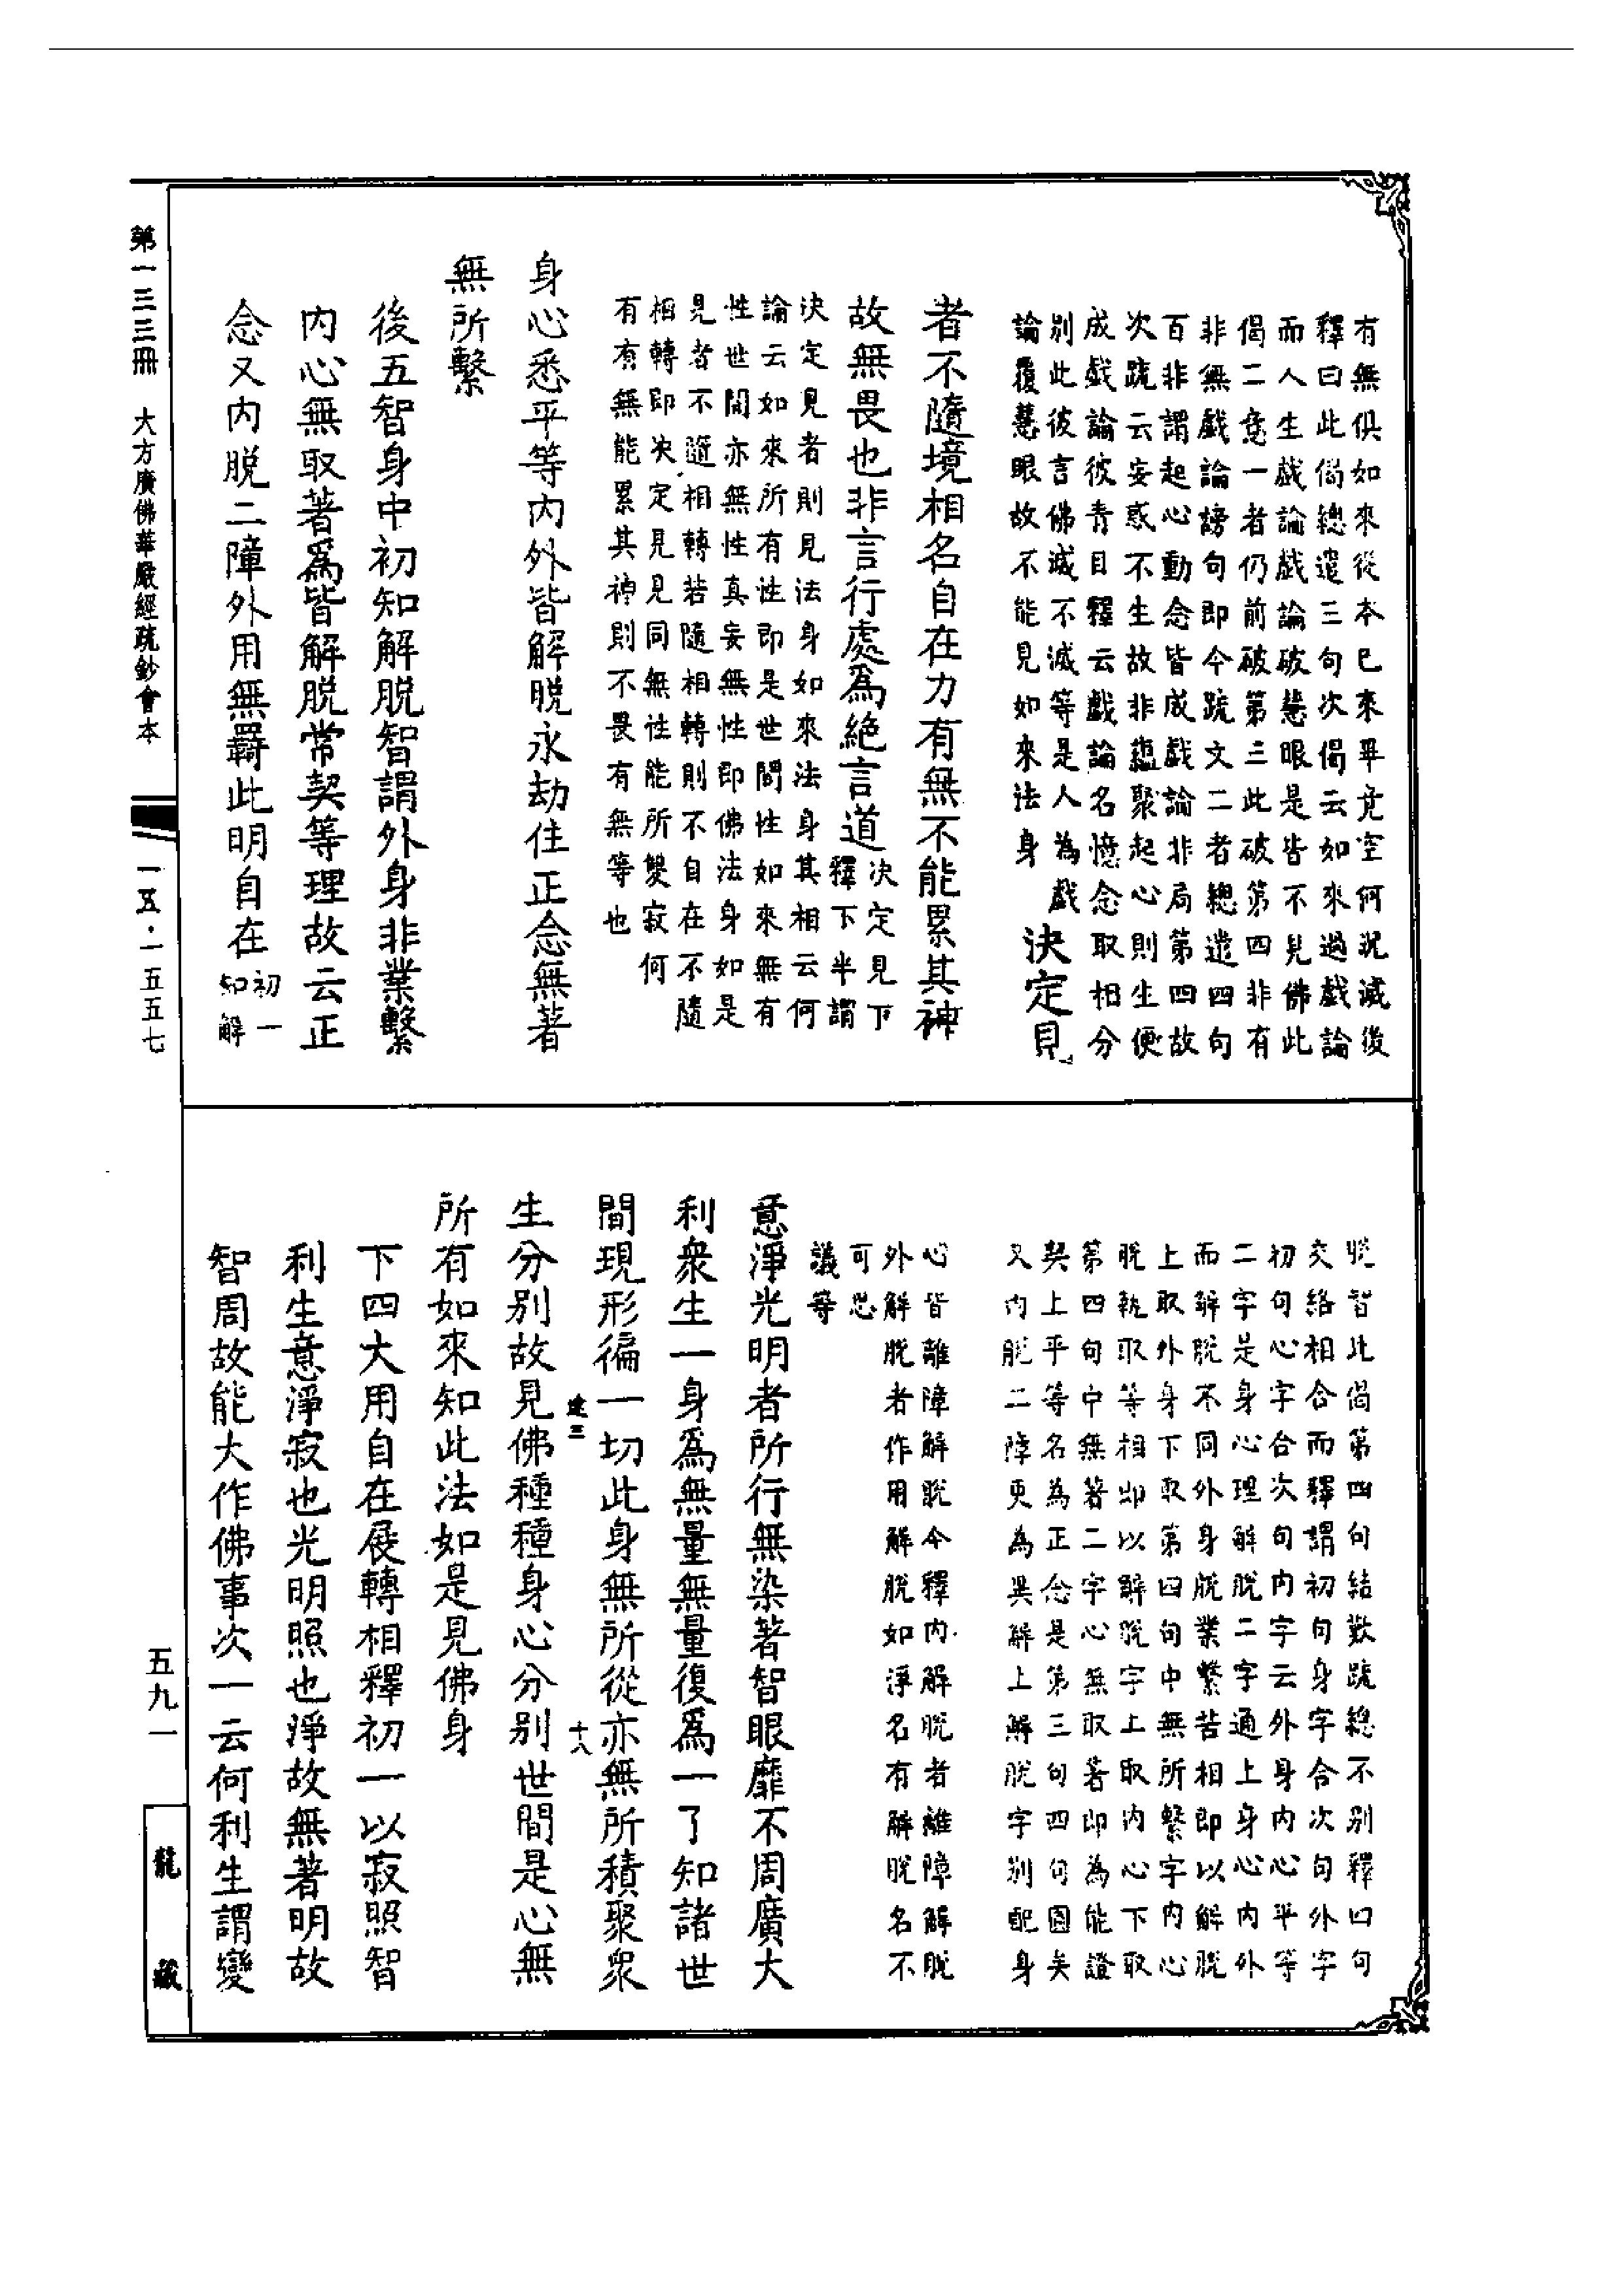 有無俱如來從本已來畢竟空何況滅後
釋曰此偈總遣三句次偈云如來過戲論
而人生戲論戲論破慧眼是皆不見佛此
偈二意一者仍前破第三此破第四非有
非無戲論謗句即今疏文二者總遣四句
百非謂起心動念皆成戲論非局第四故
次疏云妄惑不生故非蘊聚起心則生便
成戲論彼青目釋云戲論名憶念取相分
別此彼言佛滅不滅等是人為戲
論覆慧眼故不能見如來法身
決定見
者不隨境相名自在力有無不能累其神
故無畏也非言行處爲絕言道
決定見下
釋下半謂
決定見者則見法身如來法身其相云何
論云如來所有性即是世間性如來無有
性世間亦無性真妄無性即佛法身如是
見者不隨相轉若隨相轉則不自在不隨
相轉即決定見見同無性能所雙寂何
有有無能累其神則不畏有無等也
身心悉平等內外皆解脫永劫住正念無著
無所繫
後五智身中初知解脫智謂外身非業繫
內心無取著爲皆解脫常契等理故云正
念又內脫二障外用無羈此明自在
初一
知解
第一三三冊 大方廣佛華嚴經疏鈔會本
一五·一五五七
脫智此偈第四句結歎疏總不別釋曰句
交絡相合而釋謂初句身字合次句外字
初句心字合次句內字云外身內心平等
二字是身心理解脫二字通上身心內外
而解脫不同外身脫業繫苦相即以解脫
上取外身下取第四句中無所繫字內心
脫執取等相即以解脫字上取內心下取
第四句中無著二字心無取著即為能證
契上平等名為正念是第三句四句圓矣
又內脫二障更為異解上解脫字別配身
心皆離障解脫今釋內解脫者離障解脫
外解脫者作用解脫如淨名有解脫名不
可思
議等
意淨光明者所行無染著智眼靡不周廣大
利衆生一身爲無量無量復爲一了知諸世
間現形徧一切此身無所從亦無所積聚衆
途三
十八
生分別故見佛種種身心分別世間是心無
所有如來知此法如是見佛身
下四大用自在展轉相釋初一以寂照智
利生意淨寂也光明照也淨故無著明故
智周故能大作佛事次一云何利生謂變
五九一
龍藏